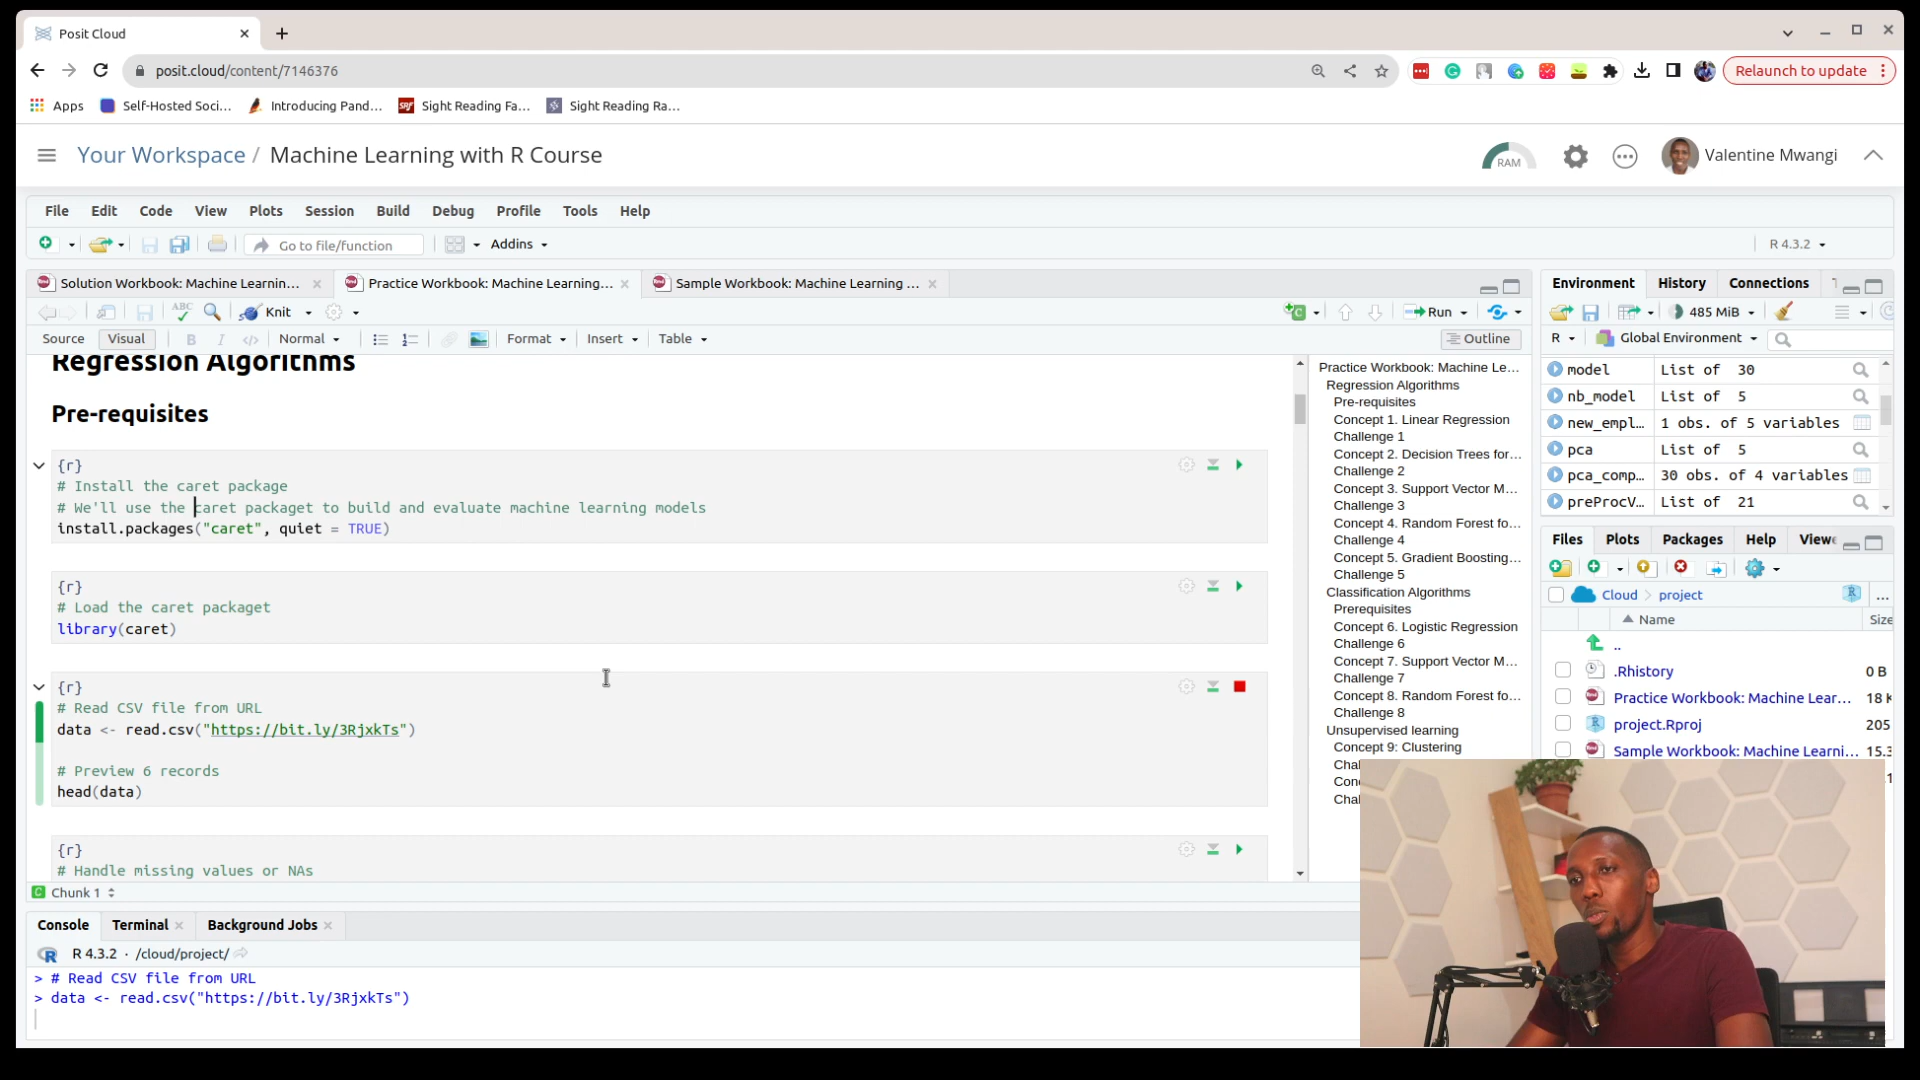 Posit Cloud
posit.cloud/content/7146376
Relaunch to update
Apps
Self-Hosted Soci...
Introducing Pand...
Sight Reading Fa...
Sight Reading Ra...
Your Workspace / Machine Learning with R Course
RAM
Valentine Mwangi
File Edit Code View Plots Session Build Debug Profile Tools Help
Go to file/function
Addins
R 4.3.2
Solution Workbook: Machine Learnin...
Practice Workbook: Machine Learning...
Sample Workbook: Machine Learning ...
ABC
Knit
Run
Source Visual B I </> Normal Format Insert Table
Outline
Regression Algorithms
Pre-requisites
{r}
# Install the caret package
# We'll use the caret packaget to build and evaluate machine learning models
install.packages("caret", quiet = TRUE)
{r}
# Load the caret packaget
library(caret)
{r}
# Read CSV file from URL
data <- read.csv("https://bit.ly/3RjxkTs")
# Preview 6 records
head(data)
{r}
# Handle missing values or NAs
Chunk 1
Practice Workbook: Machine Le...
Regression Algorithms
Pre-requisites
Concept 1. Linear Regression
Challenge 1
Concept 2. Decision Trees for...
Challenge 2
Concept 3. Support Vector M...
Challenge 3
Concept 4. Random Forest fo...
Challenge 4
Concept 5. Gradient Boosting...
Challenge 5
Classification Algorithms
Prerequisites
Concept 6. Logistic Regression
Challenge 6
Concept 7. Support Vector M...
Challenge 7
Concept 8. Random Forest fo...
Challenge 8
Unsupervised learning
Concept 9: Clustering
Cha
Con
Cha
Console Terminal Background Jobs
R 4.3.2 · /cloud/project/
> # Read CSV file from URL
> data <- read.csv("https://bit.ly/3RjxkTs")
Environment History Connections
485 MiB
R Global Environment
model List of 30
nb_model List of 5
new_empl... 1 obs. of 5 variables
pca List of 5
pca_comp... 30 obs. of 4 variables
preProcV... List of 21
Files Plots Packages Help Viewe
Cloud > project
...
Name Size
..
.Rhistory 0 B
Practice Workbook: Machine Lear... 18 K
project.Rproj 205
Sample Workbook: Machine Learni... 15.3